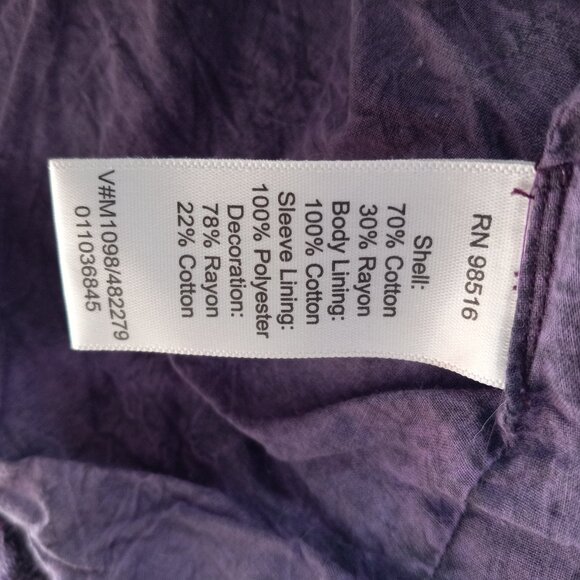 RN 98516
Shell:
70% Cotton
30% Rayon
Body Lining:
100% Cotton
Sleeve Lining:
100% Polyester
Decoration:
78% Rayon
22% Cotton
V#M1098/482279
011036845